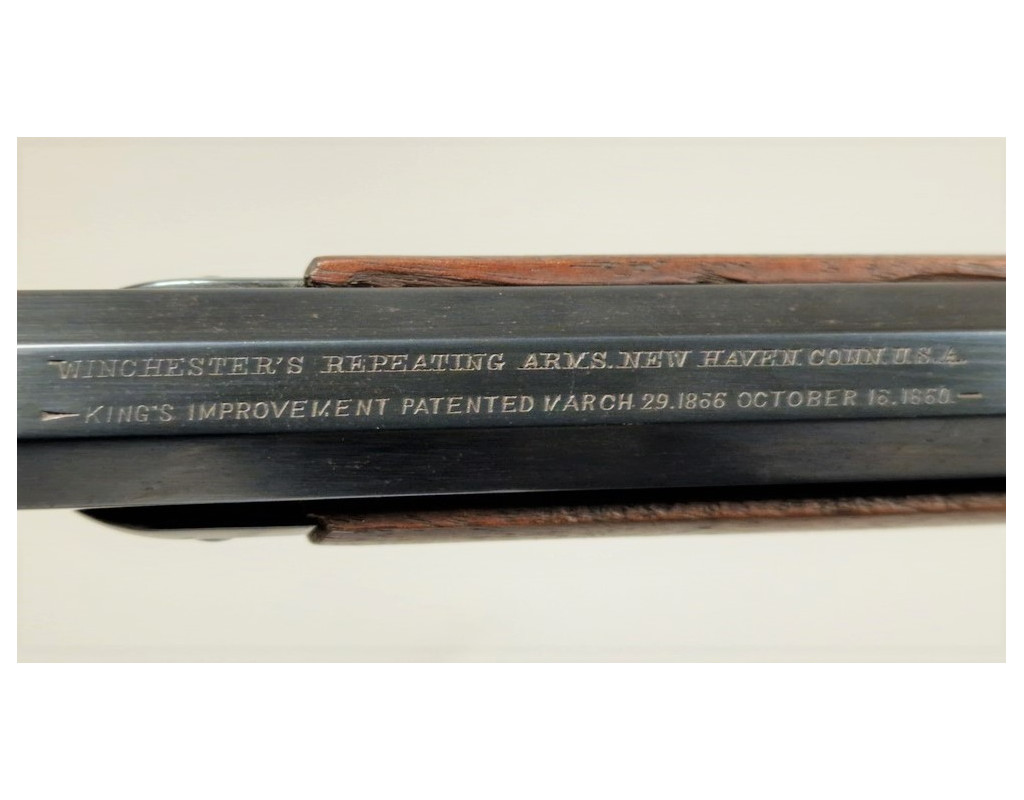 WINCHESTER'S REPEATING ARMS. NEW HAVEN. CONN. U.S.A.
KING'S IMPROVEMENT PATENTED MARCH 29. 1866 OCTOBER 16. 1860.